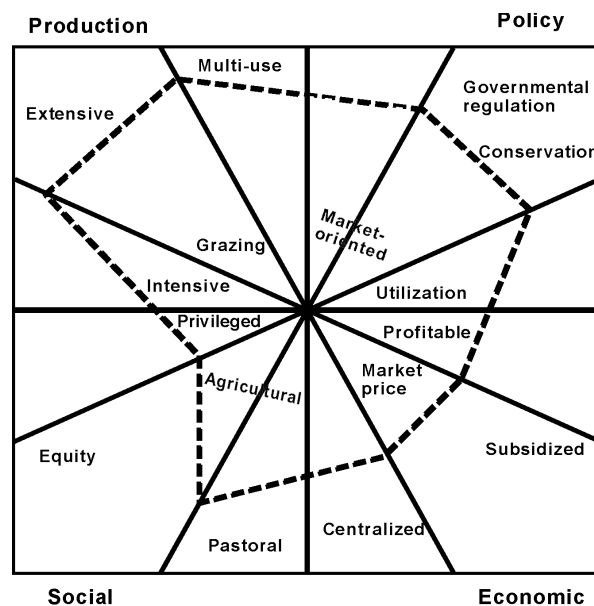 Production
Policy
Multi-use
Governmental
regulation
Extensive
Conservation
Market-
oriented
Grazing
Intensive
Utilization
Privileged
Profitable
Market
price
Agricultural
Equity
Subsidized
Centralized
Pastoral
Social
Economic